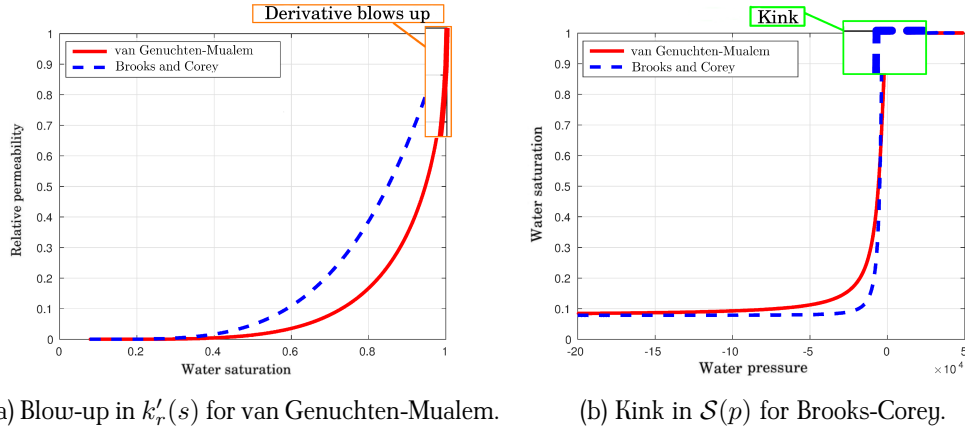 Derivative blows up
van Genuchten-Mualem
Brooks and Corey
Relative permeability
1
0.9
0.8
0.7
0.6
0.5
0.4
0.3
0.2
0.1
0
0 0.2 0.4 0.6 0.8 1
Water saturation
a) Blow-up in k′r(s) for van Genuchten-Mualem.
Kink
van Genuchten-Mualem
Brooks and Corey
Water saturation
1
0.9
0.8
0.7
0.6
0.5
0.4
0.3
0.2
0.1
0
-20 -15 -10 -5 0 5
Water pressure
×10⁴
(b) Kink in S(p) for Brooks-Corey.